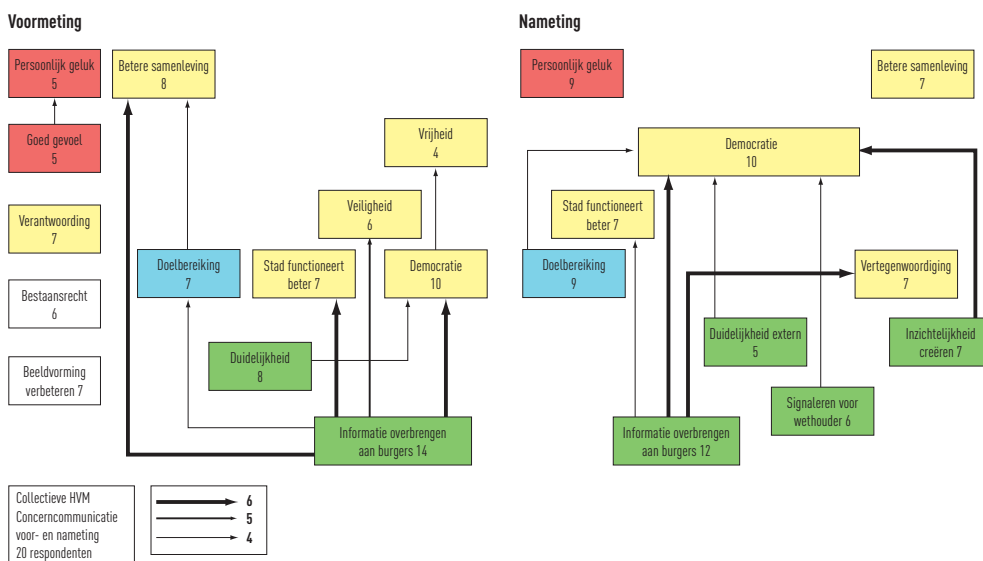 Voormeting
Persoonlijk geluk
5
Betere samenleving
8
Goed gevoel
5
Vrijheid
4
Veiligheid
6
Verantwoording
7
Doelbereiking
7
Stad functioneert
beter 7
Democratie
10
Bestaansrecht
6
Duidelijkheid
8
Beeldvorming
verbeteren 7
Informatie overbrengen
aan burgers 14
Collectieve HVM
Concerncommunicatie
voor- en nameting
20 respondenten
6
5
4
Nameting
Persoonlijk geluk
9
Betere samenleving
7
Democratie
10
Stad functioneert
beter 7
Doelbereiking
9
Vertegenwoordiging
7
Duidelijkheid extern
5
Inzichtelijkheid
creëren 7
Signaleren voor
wethouder 6
Informatie overbrengen
aan burgers 12